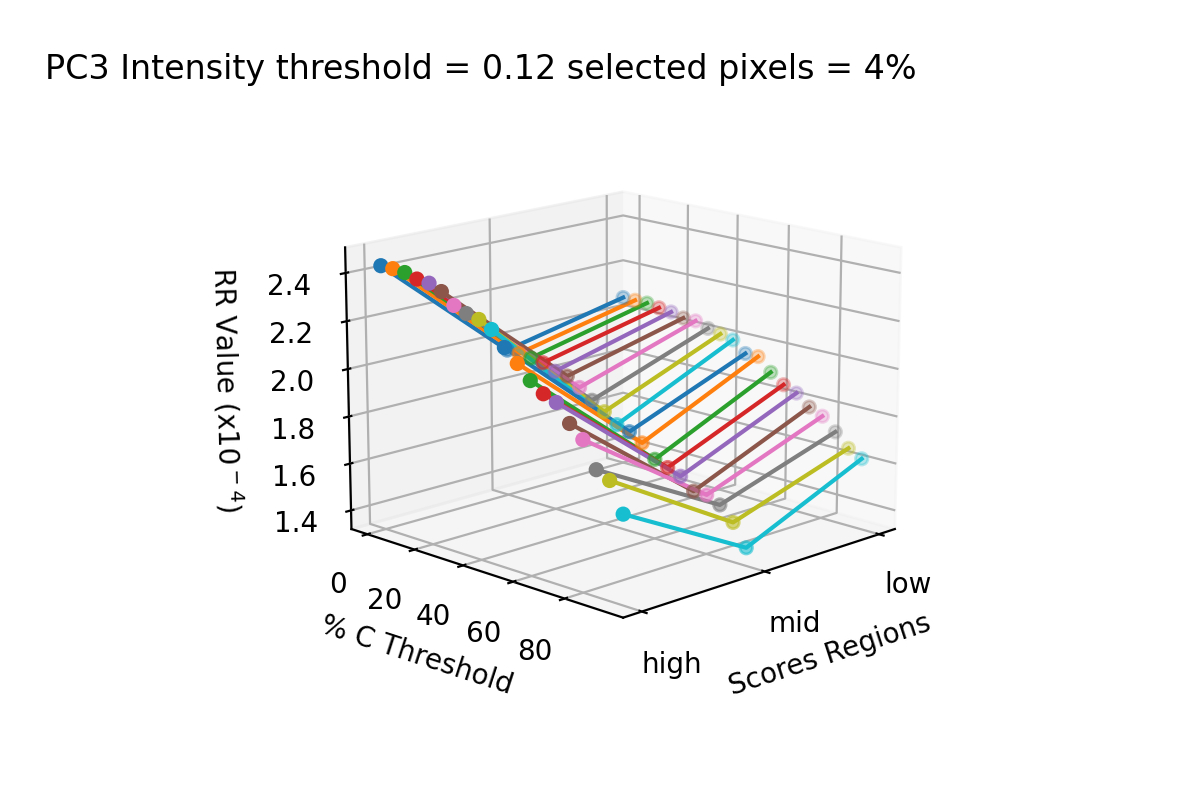 PC3 Intensity threshold = 0.12 selected pixels = 4%
RR Value (x10⁻⁴)
2.4
2.2
2.0
1.8
1.6
1.4
0
20
40
60
80
% C Threshold
high
mid
low
Scores Regions